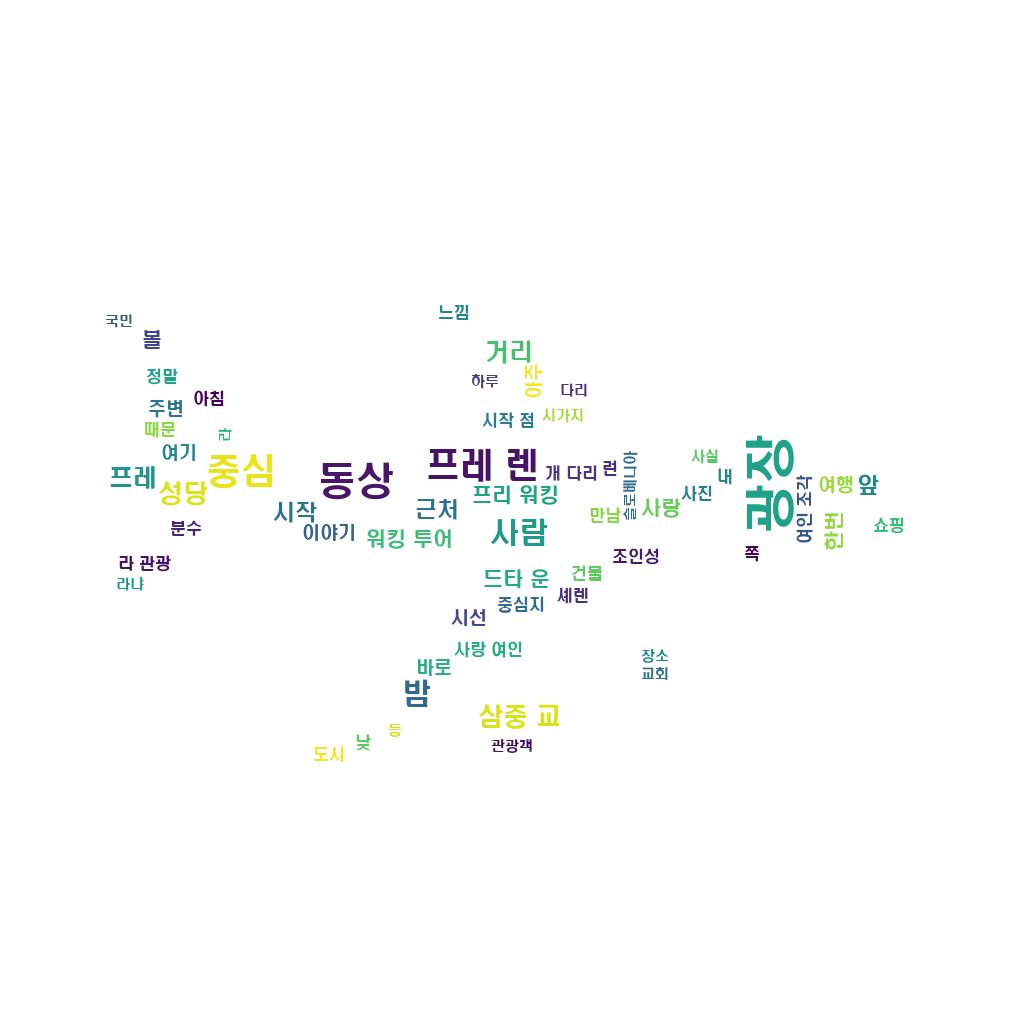 국민
느낌
볼
거리
정말
하루
쭝
다리
아침
주변
시작 점
시가지
때문
라
여기
사실
광장
프레
중심
동상
프레 렌
개 다리
런
슬로베니아
내
여행
앞
성당
시작
근처
프리 워킹
사랑
사진
여인 조각
분수
이야기
워킹 투어
사람
만남
한번
쇼핑
라 관광
조인성
쪽
라냐
드타 운
건물
중심지
셰렌
시선
사랑 여인
바로
장소
교회
밤
삼중 교
등
관광객
도시
낮